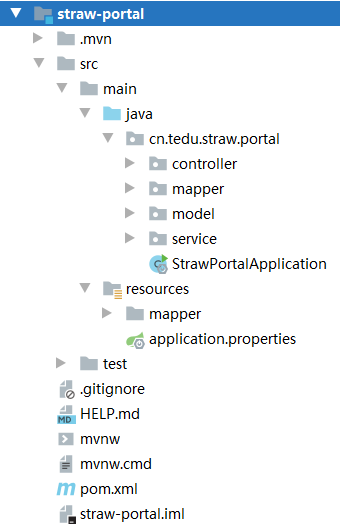 straw-portal
.mvn
src
main
java
cn.tedu.straw.portal
controller
mapper
model
service
StrawPortalApplication
resources
mapper
application.properties
test
.gitignore
HELP.md
mvnw
mvnw.cmd
pom.xml
straw-portal.iml